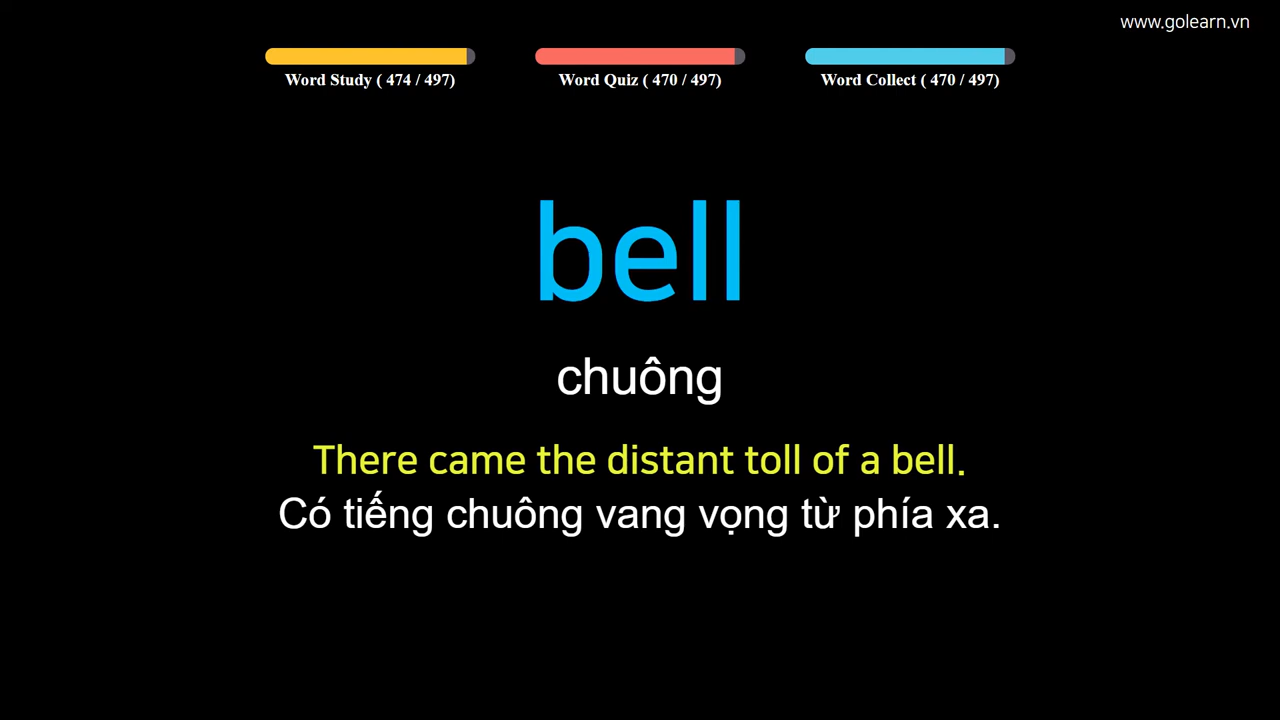 www.golearn.vn
Word Study ( 474 / 497)
Word Quiz ( 470 / 497)
Word Collect ( 470 / 497)
bell
chuông
There came the distant toll of a bell.
Có tiếng chuông vang vọng từ phía xa.